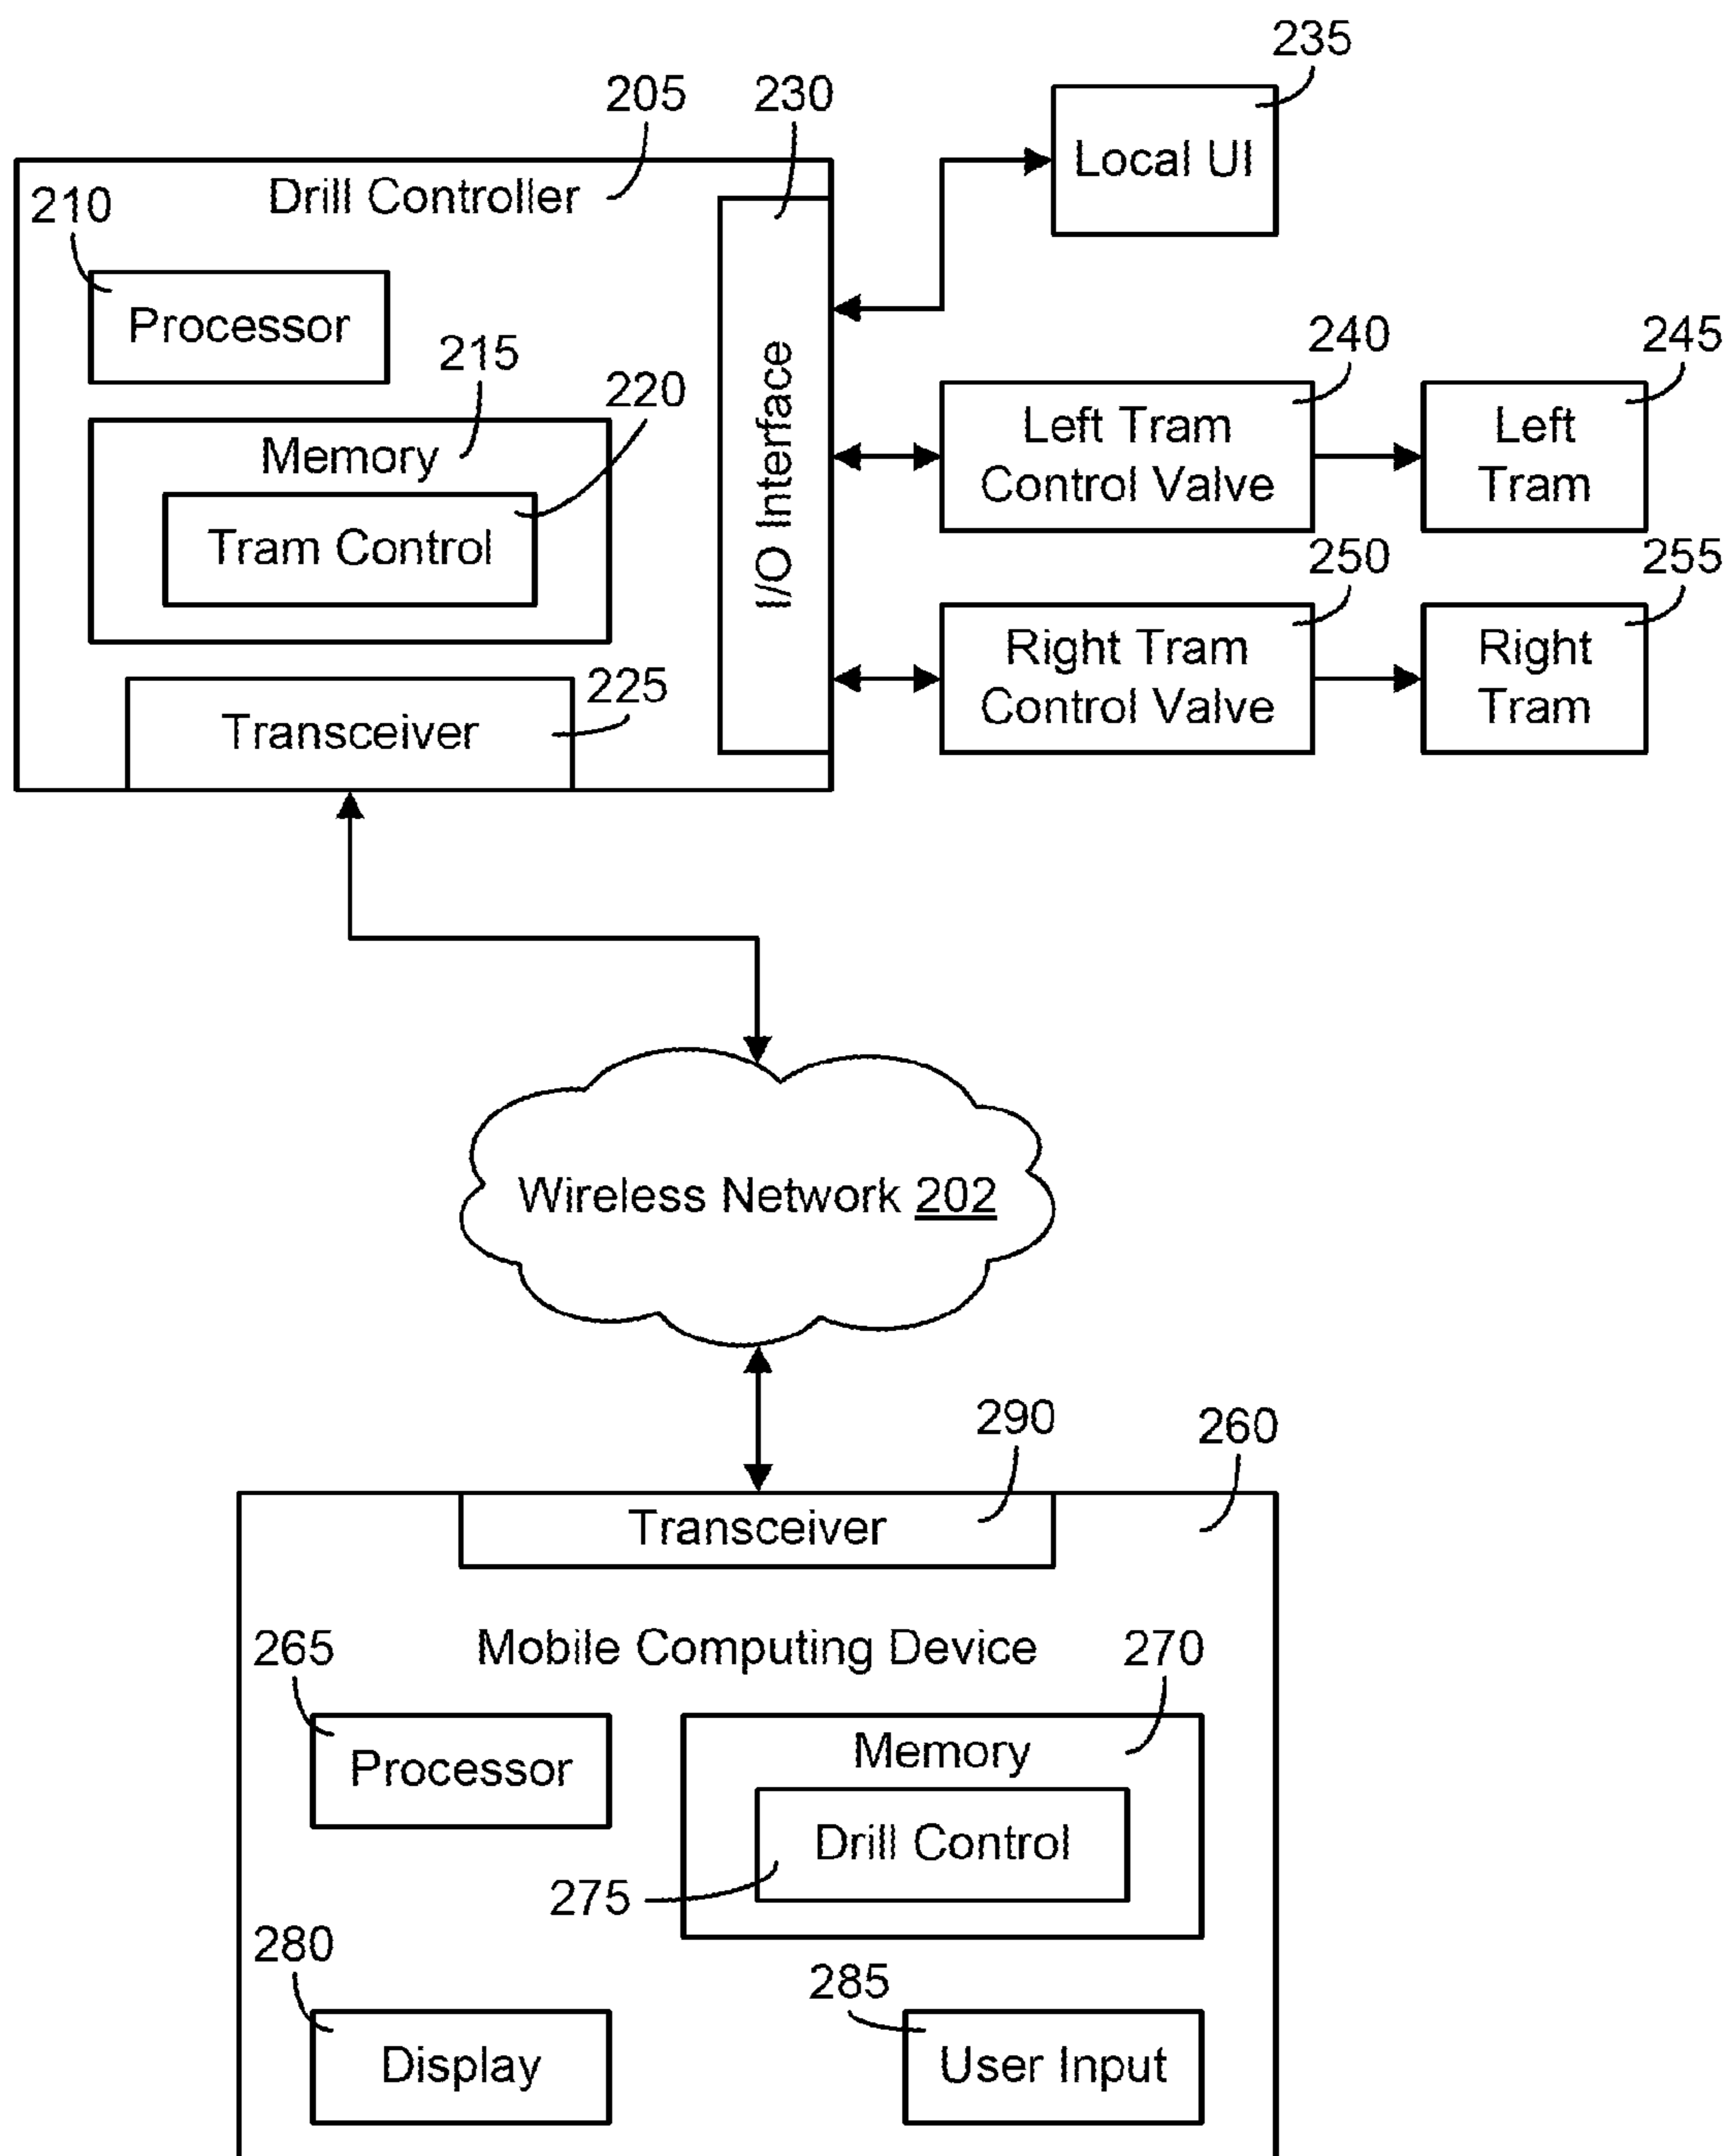 235
205
230
Local UI
Drill Controller
210
Processor
240
245
215
220
I/O Interface
Left Tram
Control Valve
Left
Tram
Memory
Tram Control
250
255
Right Tram
Control Valve
Right
Tram
225
Transceiver
Wireless Network 202
290
260
Transceiver
265
Mobile Computing Device
270
Processor
Memory
Drill Control
275
280
285
Display
User Input